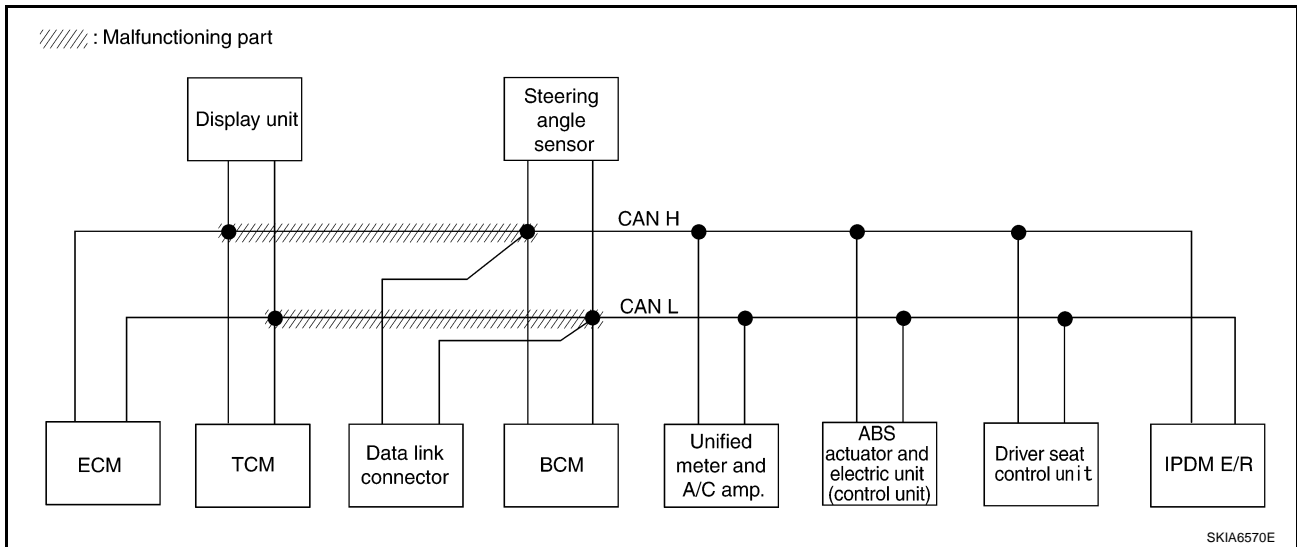 : Malfunctioning part
Display unit
Steering
angle
sensor
CAN H
CAN L
ECM
TCM
Data link
connector
BCM
Unified
meter and
A/C amp.
ABS
actuator and
electric unit
(control unit)
Driver seat
control unit
IPDM E/R
SKIA6570E